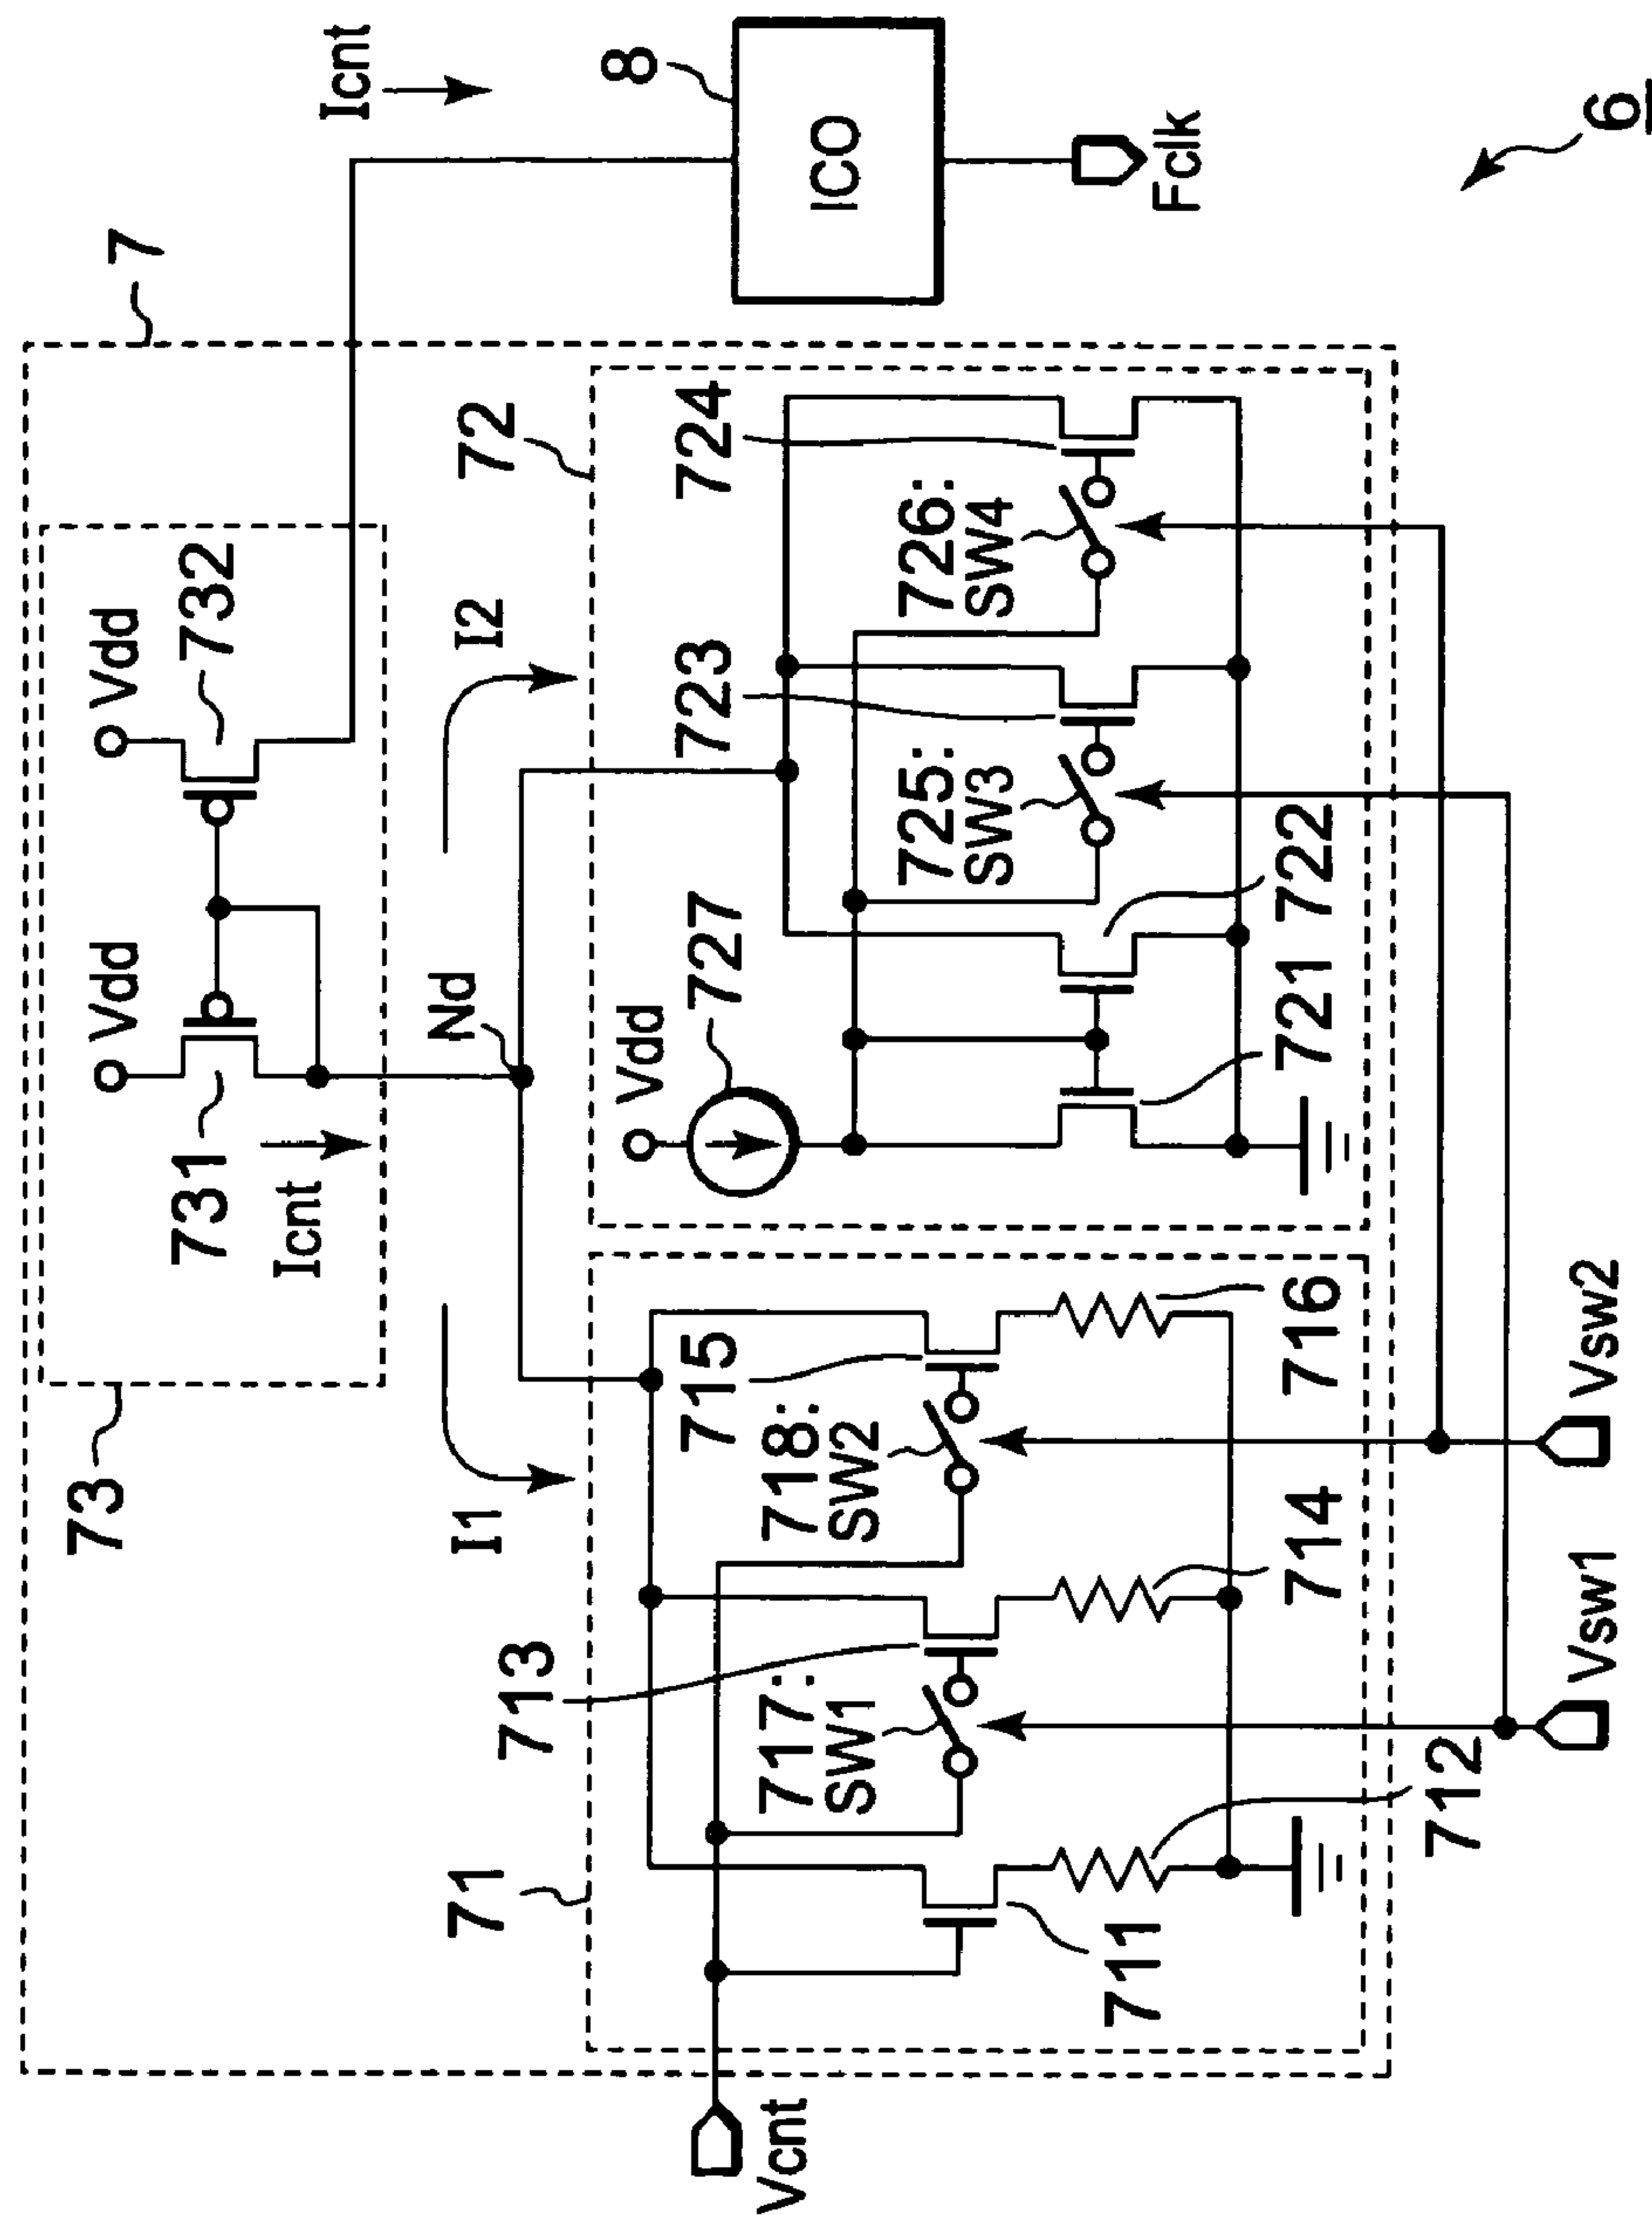 73
Vdd
Vdd
7
731
732
Icnt
Icnt
I1
Nd
I2
8
ICO
Fclk
71
72
Vcnt
713
715
Vdd
727
723
724
717:
SW1
718:
SW2
725:
SW3
726:
SW4
711
712
714
716
721
722
Vsw1
Vsw2
6